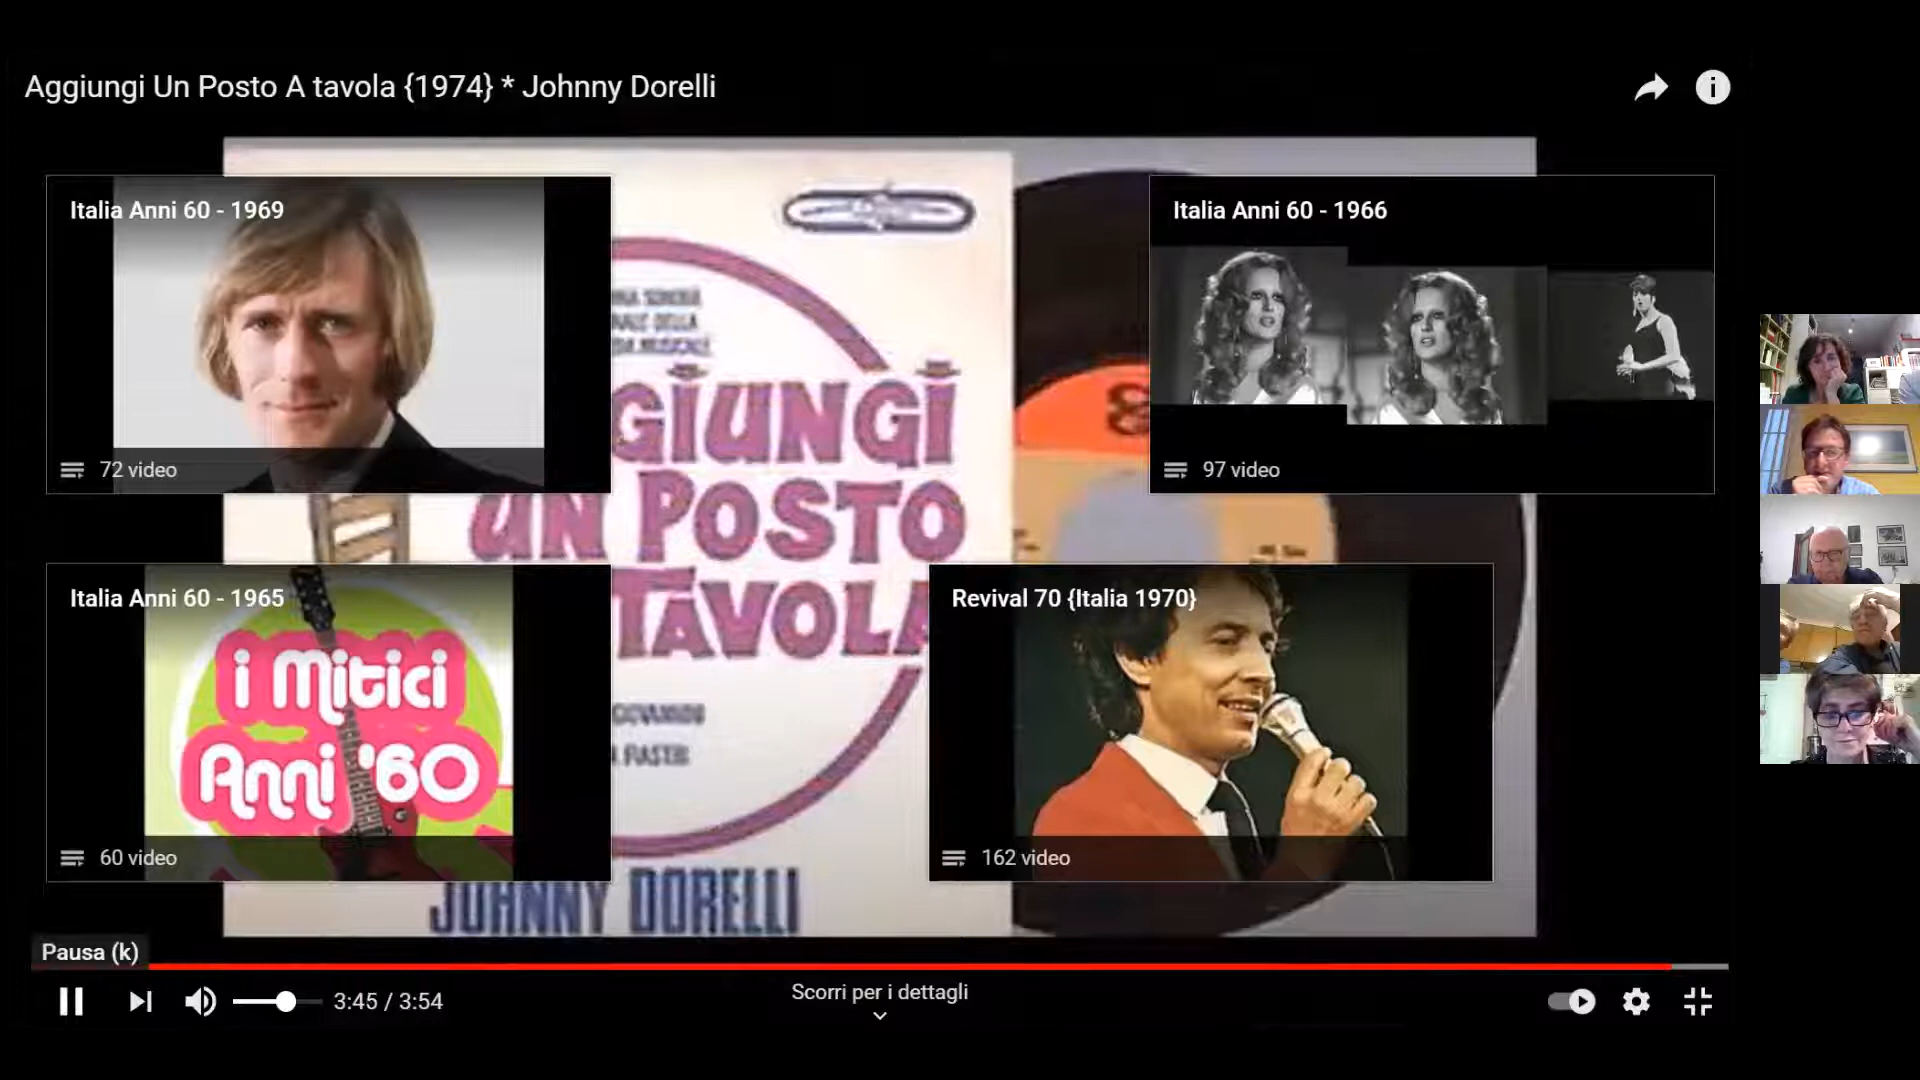 Aggiungi Un Posto A tavola {1974} * Johnny Dorelli
Italia Anni 60 - 1969
72 video
Italia Anni 60 - 1966
97 video
GIUNGI
UN POSTO
TAVOLA
Italia Anni 60 - 1965
i Mitici
Anni '60
60 video
Revival 70 {Italia 1970}
162 video
JOHNNY DORELLI
Pausa (k)
3:45 / 3:54
Scorri per i dettagli